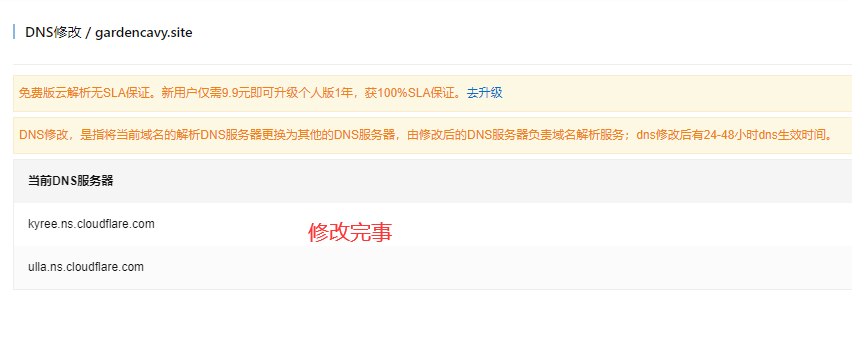 DNS修改 / gardencavy.site
免费版云解析无SLA保证。新用户仅需9.9元即可升级个人版1年，获100%SLA保证。去升级
DNS修改，是指将当前域名的解析DNS服务器更换为其他的DNS服务器，由修改后的DNS服务器负责域名解析服务；dns修改后有24-48小时dns生效时间。
当前DNS服务器
kyree.ns.cloudflare.com
修改完事
ulla.ns.cloudflare.com